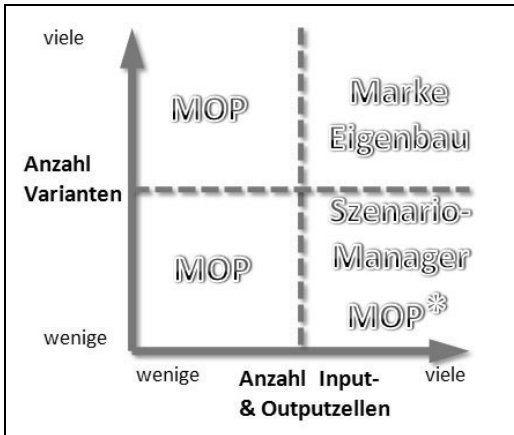 viele
MOP
Marke
Eigenbau
Anzahl
Varianten
MOP
Szenario-
Manager
MOP*
wenige
wenige
Anzahl Input-
& Outputzellen
viele